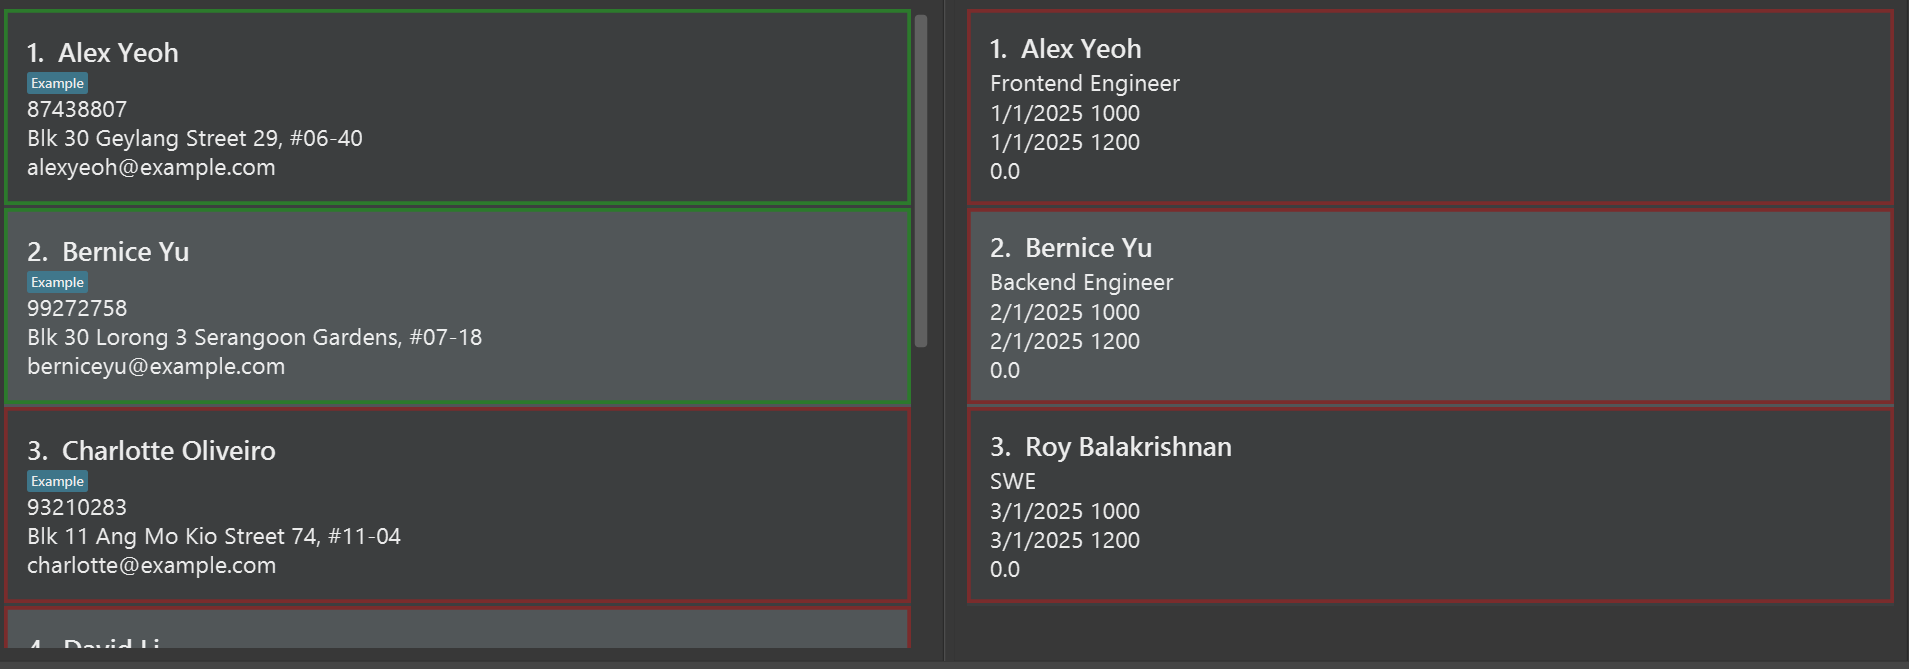 1. Alex Yeoh
Example
87438807
Blk 30 Geylang Street 29, #06-40
alexyeoh@example.com
2. Bernice Yu
Example
99272758
Blk 30 Lorong 3 Serangoon Gardens, #07-18
berniceyu@example.com
3. Charlotte Oliveiro
Example
93210283
Blk 11 Ang Mo Kio Street 74, #11-04
charlotte@example.com
4. David Li
1. Alex Yeoh
Frontend Engineer
1/1/2025 1000
1/1/2025 1200
0.0
2. Bernice Yu
Backend Engineer
2/1/2025 1000
2/1/2025 1200
0.0
3. Roy Balakrishnan
SWE
3/1/2025 1000
3/1/2025 1200
0.0